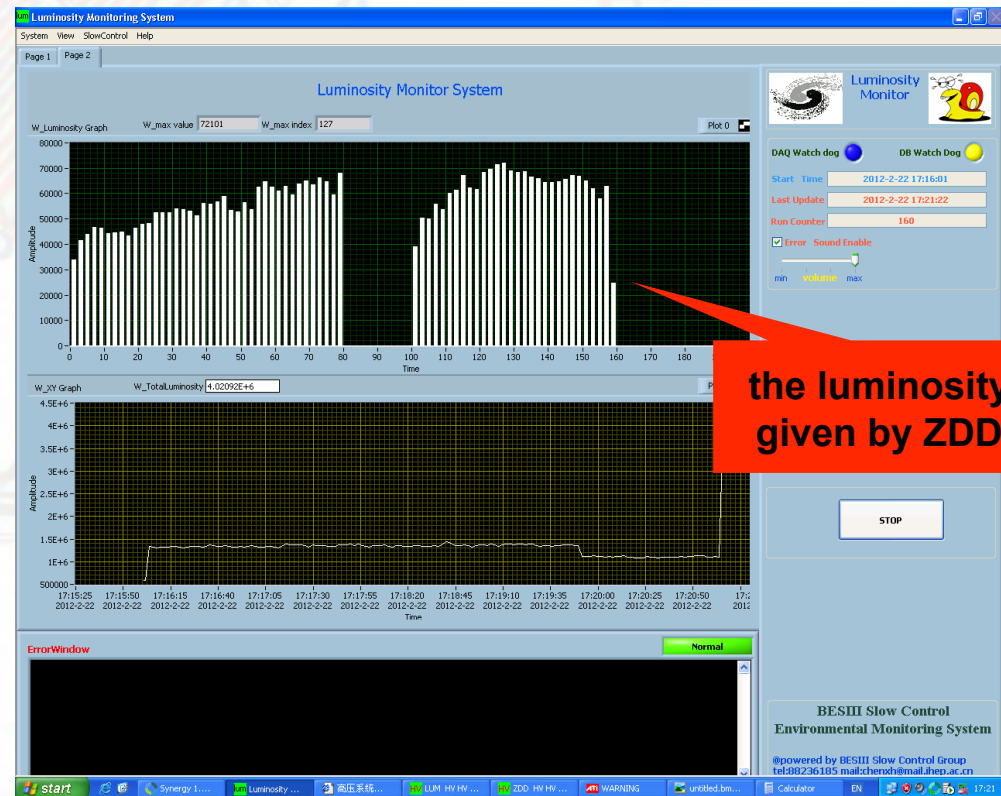 Luminosity Monitoring System
System View SlowControl Help
Page 1 Page 2
Luminosity Monitor System
W_Luminosity Graph W_max value 72101 W_max index 127 Plot 0
80000
70000
60000
50000
40000
30000
20000
10000
0
Amplitude
0 10 20 30 40 50 60 70 80 90 100 110 120 130 140 150 160 170 180
Time
W_XY Graph W_TotalLuminosity 4.02092E+6
4.5E+6
4E+6
3.5E+6
3E+6
2.5E+6
2E+6
1.5E+6
1E+6
500000
Amplitude
17:15:25 17:15:50 17:16:15 17:16:40 17:17:05 17:17:30 17:17:55 17:18:20 17:18:45 17:19:10 17:19:35 17:20:00 17:20:25 17:20:50
2012-2-22 2012-2-22 2012-2-22 2012-2-22 2012-2-22 2012-2-22 2012-2-22 2012-2-22 2012-2-22 2012-2-22 2012-2-22 2012-2-22 2012-2-22 2012-2-22
Time
ErrorWindow Normal
Luminosity
Monitor
DAQ Watch dog DB Watch Dog
Start Time 2012-2-22 17:16:01
Last Update 2012-2-22 17:21:22
Run Counter 160
Error Sound Enable
min volume max
the luminosity
given by ZDD
STOP
BESIII Slow Control
Environmental Monitoring System
@powered by BESIII Slow Control Group
tel:88236185 mail:chenxh@mail.ihep.ac.cn
start Synergy 1.... lum Luminosity ... 高压系统... HV LUM HV HV ... HV ZDD HV HV ... ATI WARNING untitled.bm... Calculator EN 17:21